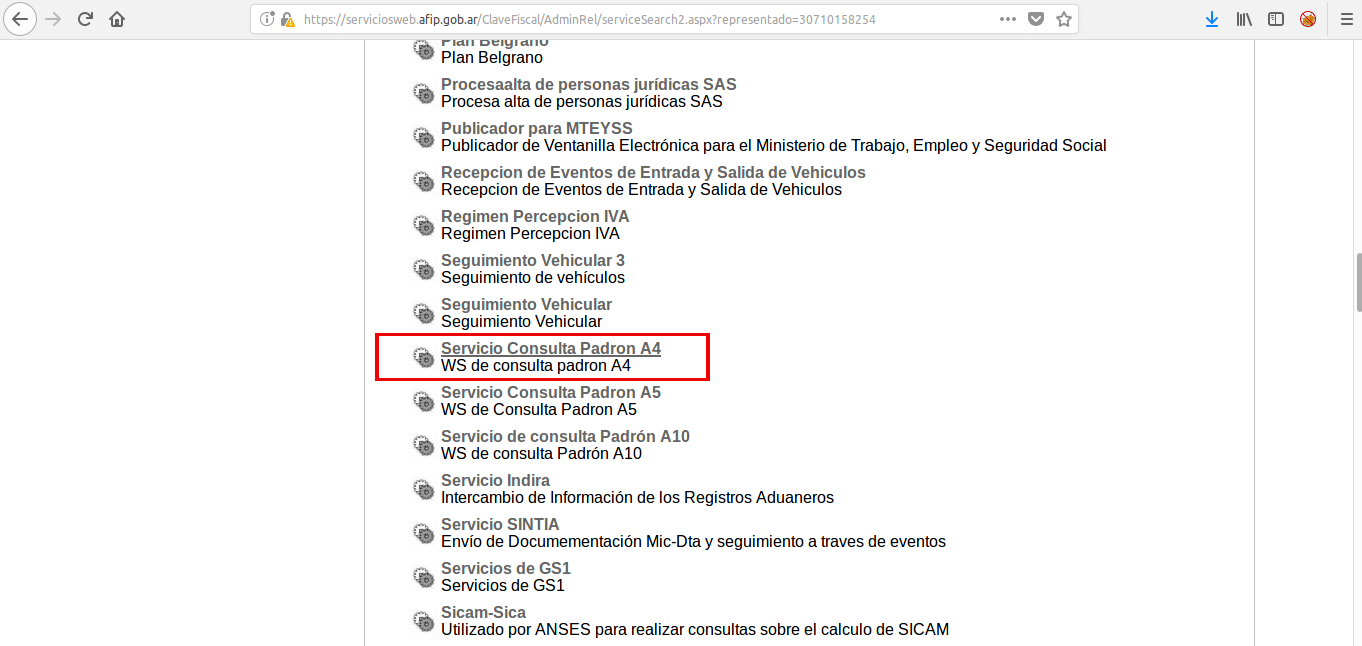 https://serviciosweb.afip.gob.ar/ClaveFiscal/AdminRel/serviceSearch2.aspx?representado=30710158254
Plan Belgrano
Plan Belgrano
Procesaalta de personas jurídicas SAS
Procesa alta de personas jurídicas SAS
Publicador para MTEYSS
Publicador de Ventanilla Electrónica para el Ministerio de Trabajo, Empleo y Seguridad Social
Recepcion de Eventos de Entrada y Salida de Vehiculos
Recepcion de Eventos de Entrada y Salida de Vehiculos
Regimen Percepcion IVA
Regimen Percepcion IVA
Seguimiento Vehicular 3
Seguimiento de vehículos
Seguimiento Vehicular
Seguimiento Vehicular
Servicio Consulta Padron A4
WS de consulta padron A4
Servicio Consulta Padron A5
WS de Consulta Padron A5
Servicio de consulta Padrón A10
WS de consulta Padrón A10
Servicio Indira
Intercambio de Información de los Registros Aduaneros
Servicio SINTIA
Envío de Documementación Mic-Dta y seguimiento a traves de eventos
Servicios de GS1
Servicios de GS1
Sicam-Sica
Utilizado por ANSES para realizar consultas sobre el calculo de SICAM